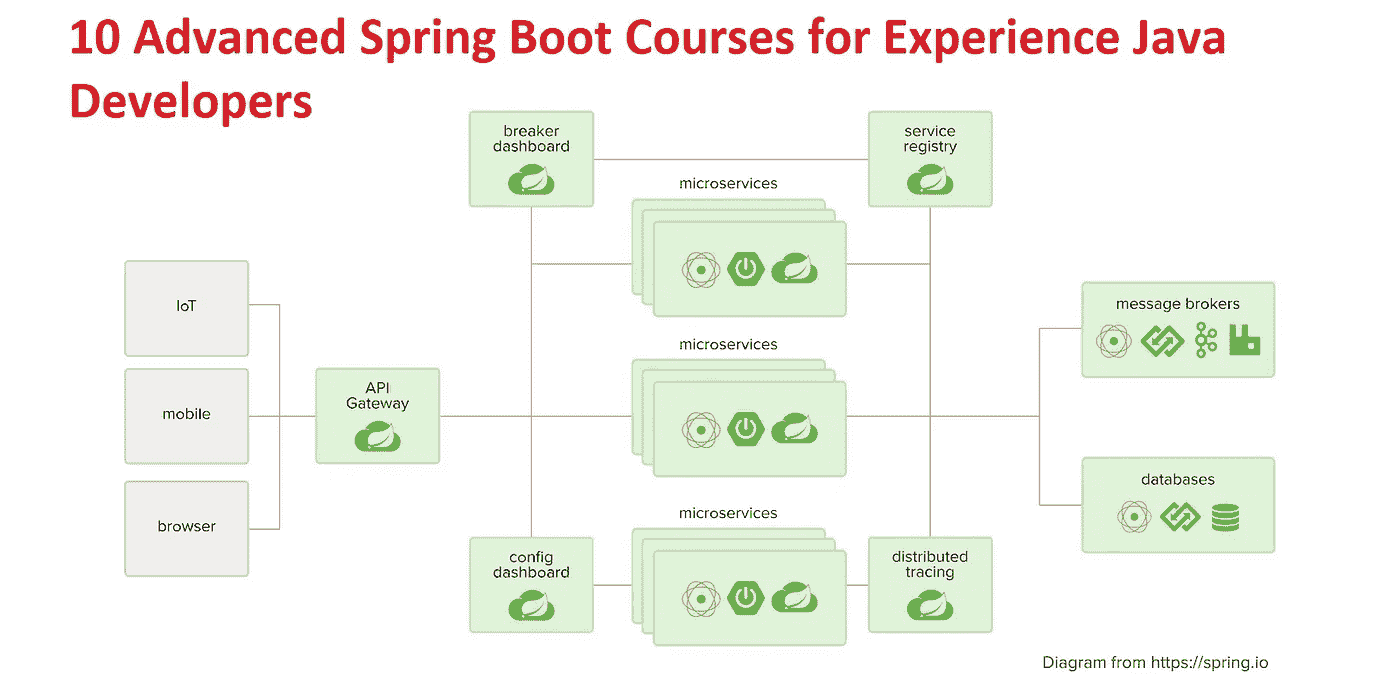 10 Advanced Spring Boot Courses for Experience Java
Developers
breaker
dashboard
service
registry
microservices
IoT
mobile
browser
API
Gateway
microservices
message brokers
databases
microservices
config
dashboard
distributed
tracing
Diagram from https://spring.io